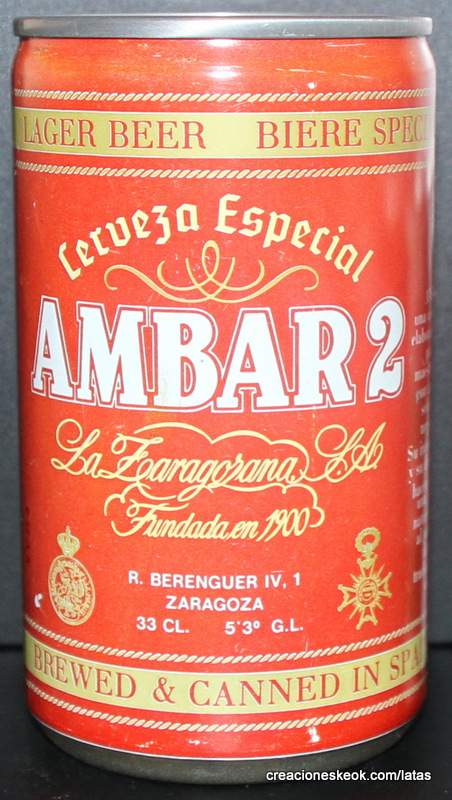 LAGER BEER BIERE SPEC
Cerveza Especial
AMBAR 2
La Zaragozana, S.A.
Fundada, en 1900
R. BERENGUER IV, 1
ZARAGOZA
33 CL. 5'3º G.L.
BREWED & CANNED IN SPA
creacioneskeok.com/latas